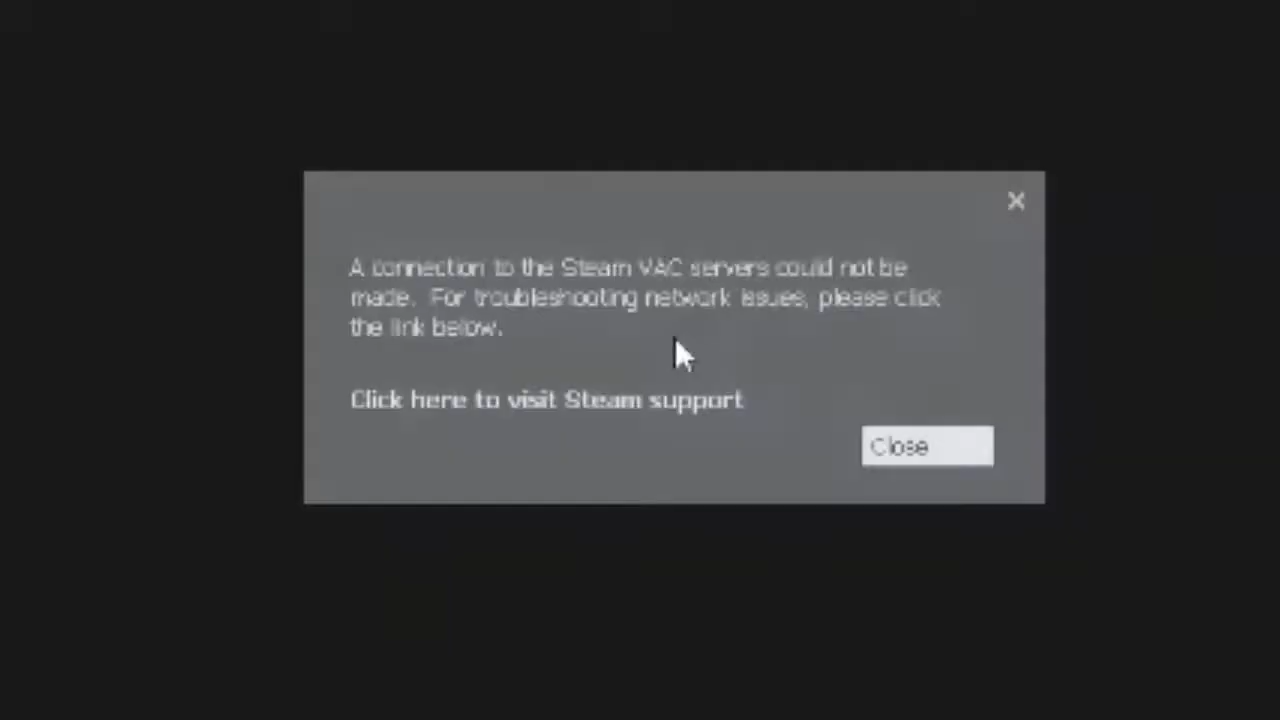 A connection to the Steam VAC servers could not be
made.  For troubleshooting network issues, please click
the link below.
Click here to visit Steam support
Close